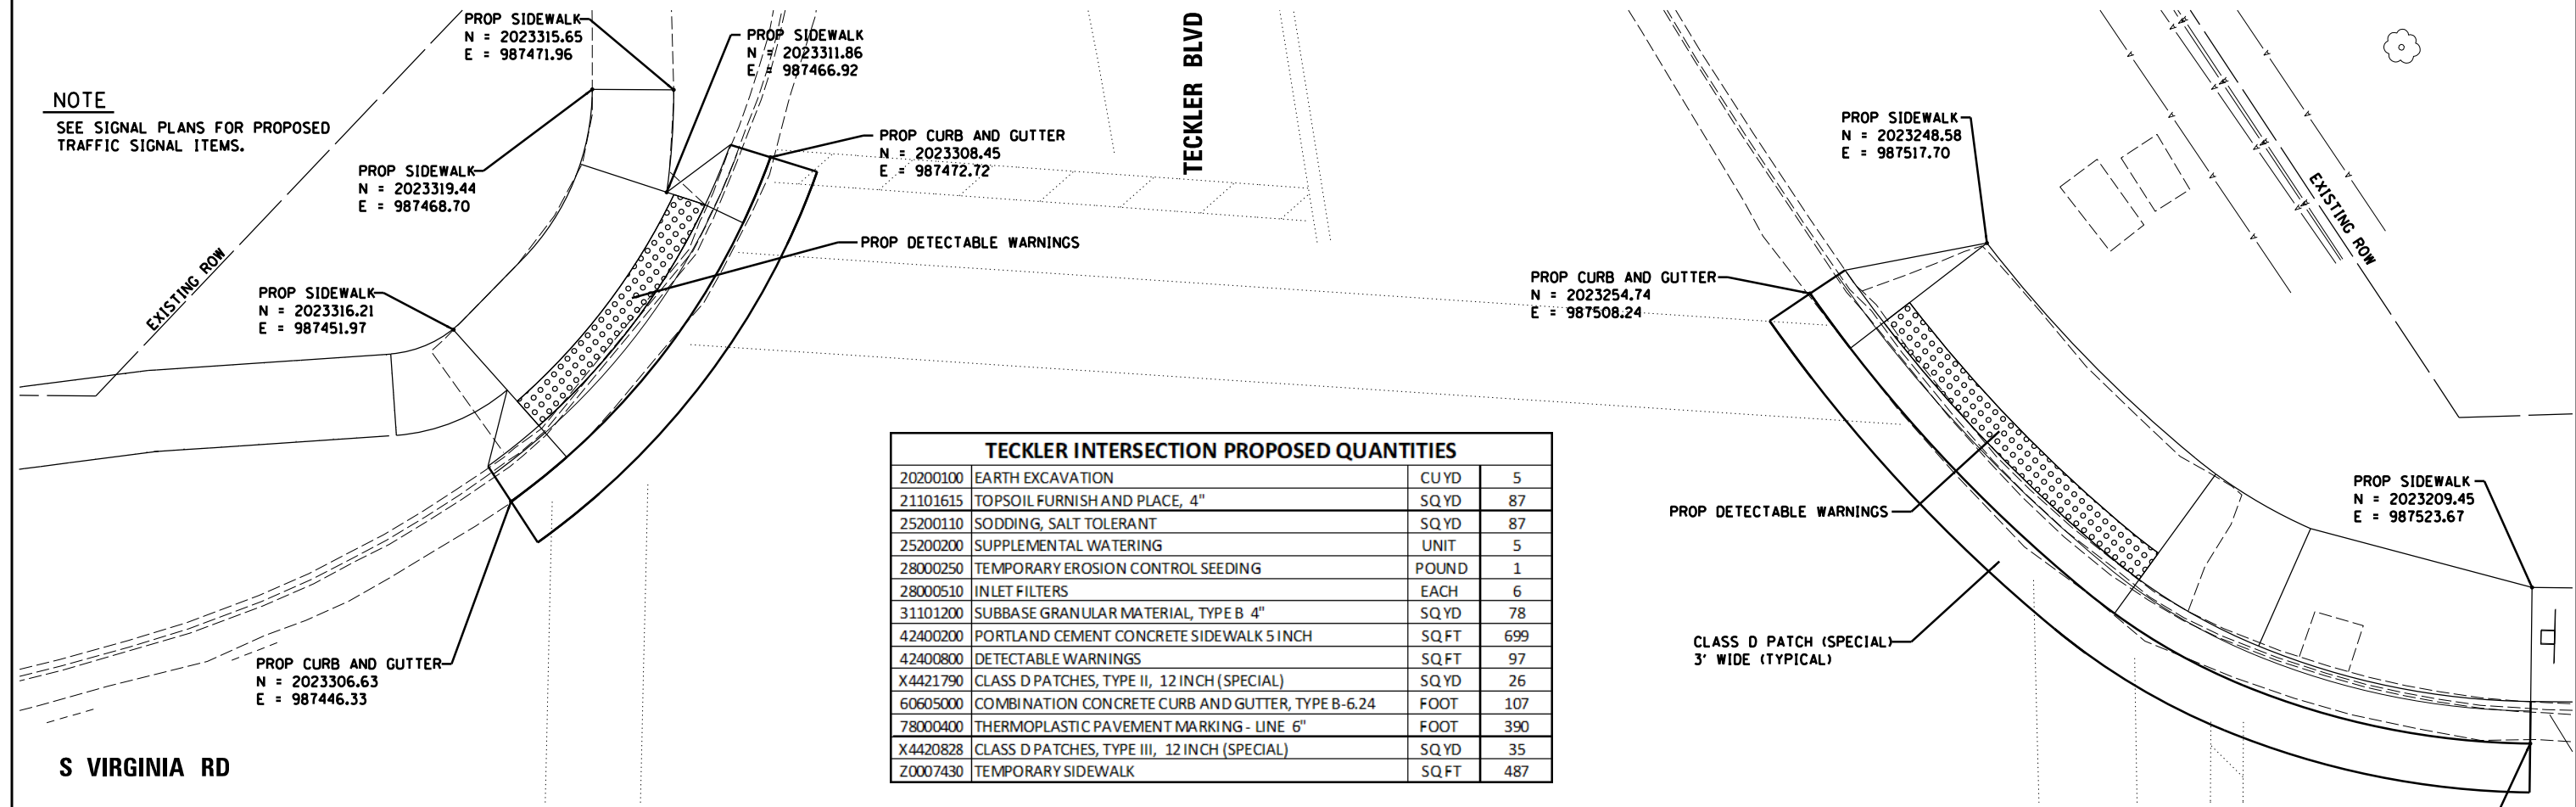 PROP SIDEWALK
N = 2023315.65
E = 987471.96
PROP SIDEWALK
N = 2023311.86
E = 987466.92
TECKLER BLVD
NOTE
SEE SIGNAL PLANS FOR PROPOSED
TRAFFIC SIGNAL ITEMS.
PROP SIDEWALK
N = 2023319.44
E = 987468.70
PROP CURB AND GUTTER
N = 2023308.45
E = 987472.72
PROP SIDEWALK
N = 2023248.58
E = 987517.70
EXISTING ROW
PROP DETECTABLE WARNINGS
EXISTING ROW
PROP SIDEWALK
N = 2023316.21
E = 987451.97
PROP CURB AND GUTTER
N = 2023254.74
E = 987508.24
TECKLER INTERSECTION PROPOSED QUANTITIES
20200100 EARTH EXCAVATION CU YD 5
21101615 TOPSOIL FURNISH AND PLACE, 4" SQ YD 87
25200110 SODDING, SALT TOLERANT SQ YD 87
25200200 SUPPLEMENTAL WATERING UNIT 5
28000250 TEMPORARY EROSION CONTROL SEEDING POUND 1
28000510 INLET FILTERS EACH 6
31101200 SUBBASE GRANULAR MATERIAL, TYPE B 4" SQ YD 78
42400200 PORTLAND CEMENT CONCRETE SIDEWALK 5 INCH SQ FT 699
42400800 DETECTABLE WARNINGS SQ FT 97
X4421790 CLASS D PATCHES, TYPE II, 12 INCH (SPECIAL) SQ YD 26
60605000 COMBINATION CONCRETE CURB AND GUTTER, TYPE B-6.24 FOOT 107
78000400 THERMOPLASTIC PAVEMENT MARKING - LINE 6" FOOT 390
X4420828 CLASS D PATCHES, TYPE III, 12 INCH (SPECIAL) SQ YD 35
Z0007430 TEMPORARY SIDEWALK SQ FT 487
PROP DETECTABLE WARNINGS
PROP SIDEWALK
N = 2023209.45
E = 987523.67
CLASS D PATCH (SPECIAL)
3' WIDE (TYPICAL)
PROP CURB AND GUTTER
N = 2023306.63
E = 987446.33
S VIRGINIA RD